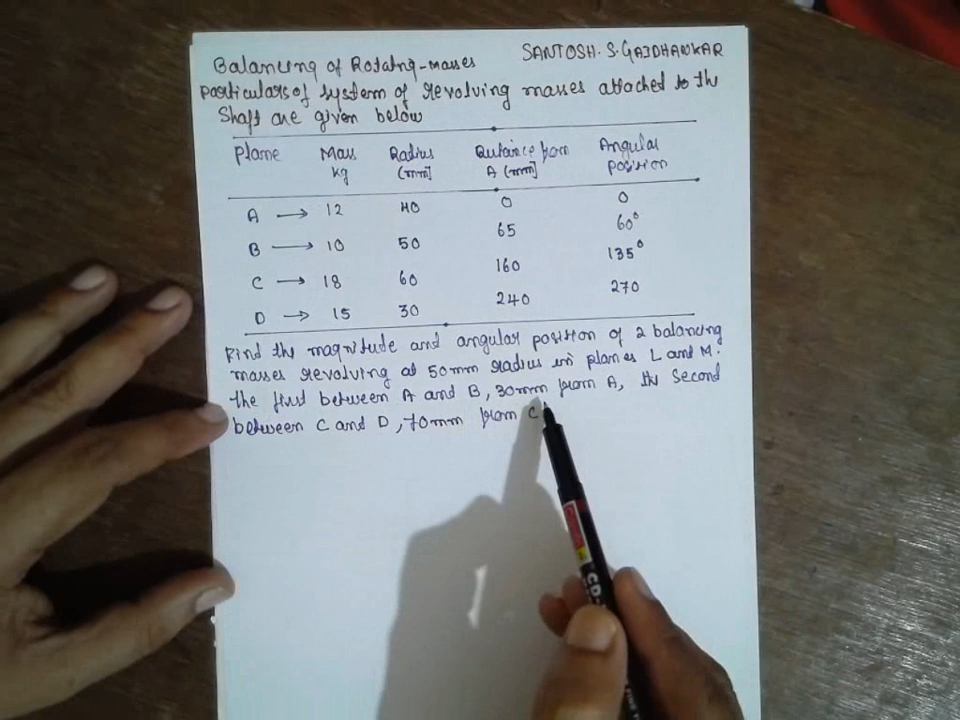 Balancing of Rotating-masses SANTOSH.S.GAJDHANKAR
Particulars of system of revolving masses attached to the
Shaft are given below
Plane Mass kg Radius (mm] Distance from A (mm] Angular position
A → 12 40 0 0
B → 10 50 65 60°
C → 18 60 160 135°
D → 15 30 240 270
Find the magnitude and angular position of 2 balancing
masses revolving at 50mm radius in planes L and M.
the first between A and B, 30mm from A, the second
between C and D, 70mm from C